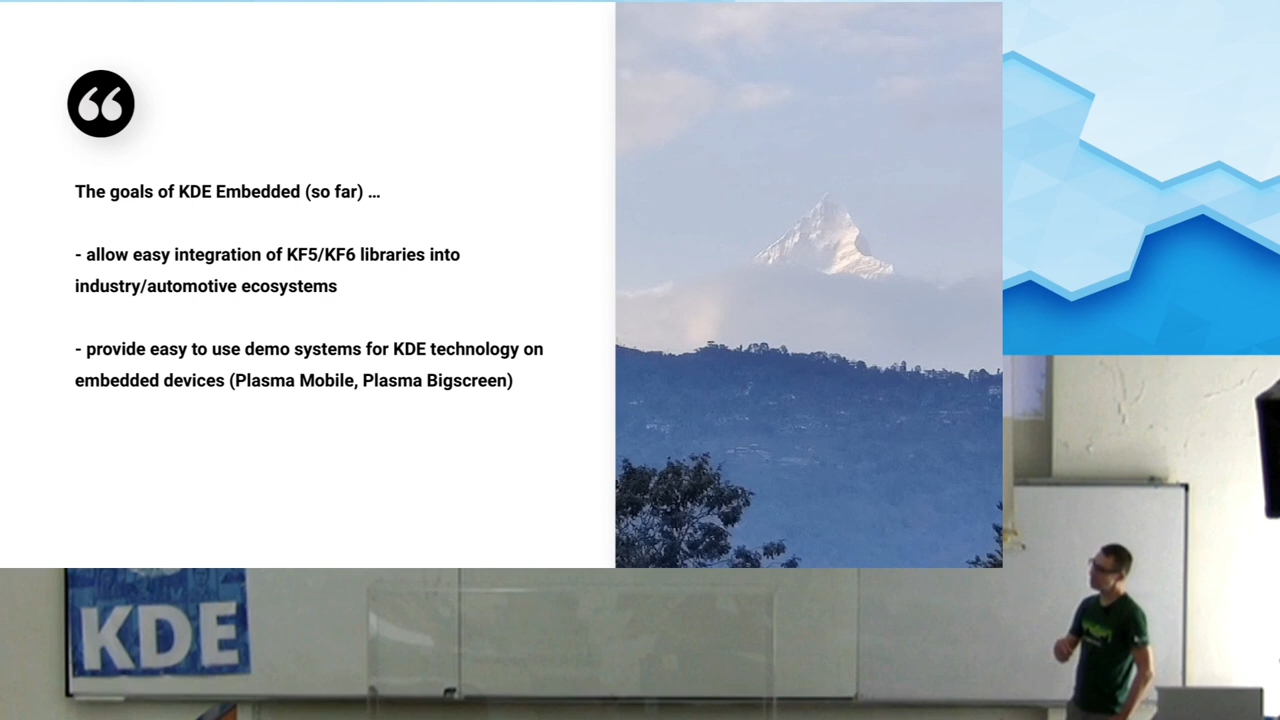 The goals of KDE Embedded (so far) ...
- allow easy integration of KF5/KF6 libraries into
industry/automotive ecosystems
- provide easy to use demo systems for KDE technology on
embedded devices (Plasma Mobile, Plasma Bigscreen)
KDE